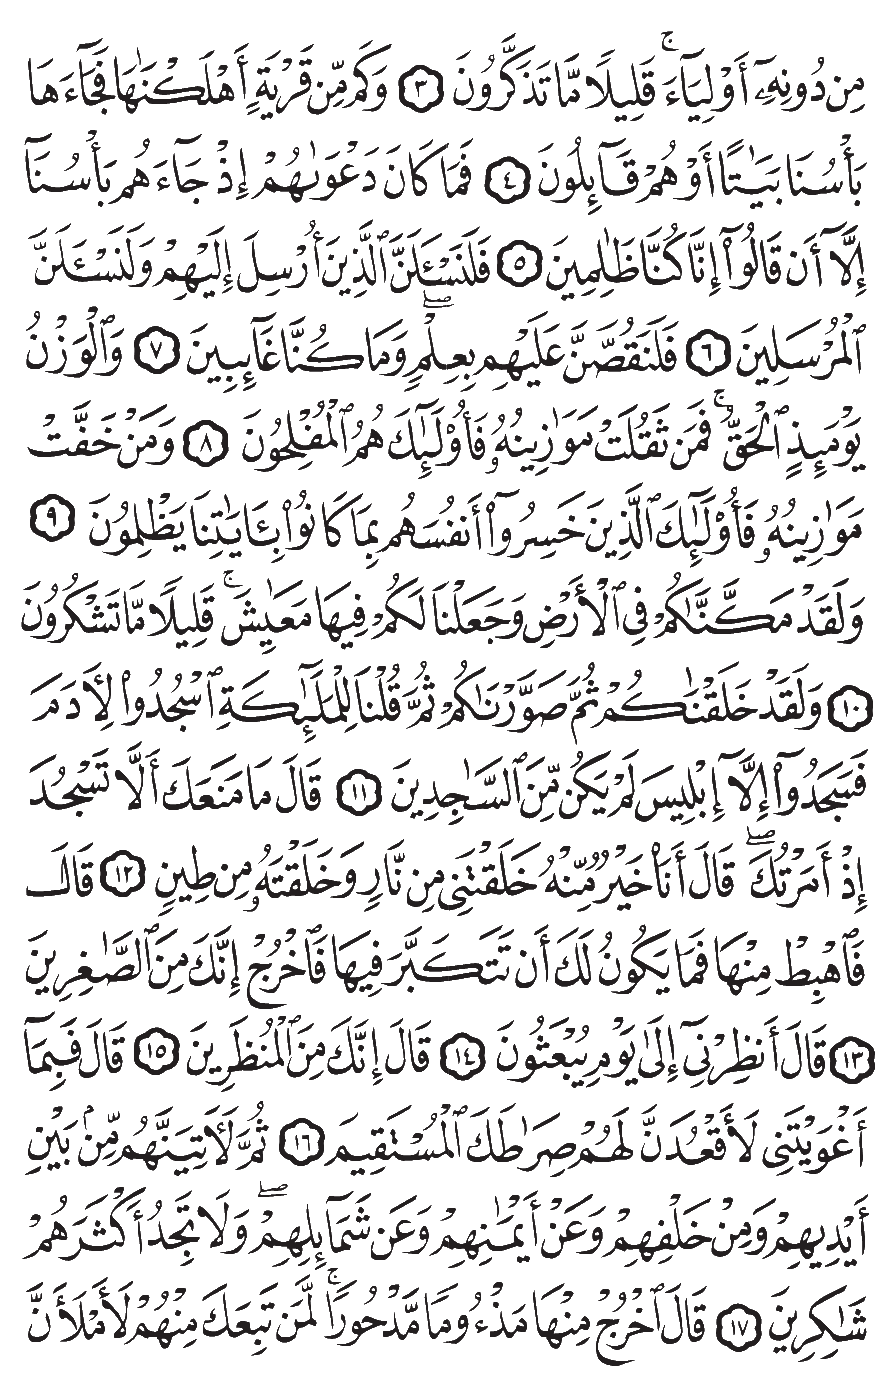 مِن دُونِهِۦٓ أَوْلِيَآءَ ۗ قَلِيلًا مَّا تَذَكَّرُونَ ٣ وَكَم مِّن قَرْيَةٍ أَهْلَكْنَـٰهَا فَجَآءَهَا
بَأْسُنَا بَيَـٰتًا أَوْ هُمْ قَآئِلُونَ ٤ فَمَا كَانَ دَعْوَىٰهُمْ إِذْ جَآءَهُم بَأْسُنَآ
إِلَّآ أَن قَالُوٓا۟ إِنَّا كُنَّا ظَـٰلِمِينَ ٥ فَلَنَسْـَٔلَنَّ ٱلَّذِينَ أُرْسِلَ إِلَيْهِمْ وَلَنَسْـَٔلَنَّ
ٱلْمُرْسَلِينَ ٦ فَلَنَقُصَّنَّ عَلَيْهِم بِعِلْمٍ ۖ وَمَا كُنَّا غَآئِبِينَ ٧ وَٱلْوَزْنُ
يَوْمَئِذٍ ٱلْحَقُّ ۚ فَمَن ثَقُلَتْ مَوَٰزِينُهُۥ فَأُو۟لَـٰٓئِكَ هُمُ ٱلْمُفْلِحُونَ ٨ وَمَنْ خَفَّتْ
مَوَٰزِينُهُۥ فَأُو۟لَـٰٓئِكَ ٱلَّذِينَ خَسِرُوٓا۟ أَنفُسَهُم بِمَا كَانُوا۟ بِـَٔايَـٰتِنَا يَظْلِمُونَ ٩
وَلَقَدْ مَكَّنَّـٰكُمْ فِى ٱلْأَرْضِ وَجَعَلْنَا لَكُمْ فِيهَا مَعَـٰيِشَ ۗ قَلِيلًا مَّا تَشْكُرُونَ
١٠ وَلَقَدْ خَلَقْنَـٰكُمْ ثُمَّ صَوَّرْنَـٰكُمْ ثُمَّ قُلْنَا لِلْمَلَـٰٓئِكَةِ ٱسْجُدُوا۟ لِـَٔادَمَ
فَسَجَدُوٓا۟ إِلَّآ إِبْلِيسَ لَمْ يَكُن مِّنَ ٱلسَّـٰجِدِينَ ١١ قَالَ مَا مَنَعَكَ أَلَّا تَسْجُدَ
إِذْ أَمَرْتُكَ ۖ قَالَ أَنَا۠ خَيْرٌ مِّنْهُ خَلَقْتَنِى مِن نَّارٍ وَخَلَقْتَهُۥ مِن طِينٍ ١٢ قَالَ
فَٱهْبِطْ مِنْهَا فَمَا يَكُونُ لَكَ أَن تَتَكَبَّرَ فِيهَا فَٱخْرُجْ إِنَّكَ مِنَ ٱلصَّـٰغِرِينَ
١٣ قَالَ أَنظِرْنِىٓ إِلَىٰ يَوْمِ يُبْعَثُونَ ١٤ قَالَ إِنَّكَ مِنَ ٱلْمُنظَرِينَ ١٥ قَالَ فَبِمَآ
أَغْوَيْتَنِى لَأَقْعُدَنَّ لَهُمْ صِرَٰطَكَ ٱلْمُسْتَقِيمَ ١٦ ثُمَّ لَـَٔاتِيَنَّهُم مِّنۢ بَيْنِ
أَيْدِيهِمْ وَمِنْ خَلْفِهِمْ وَعَنْ أَيْمَـٰنِهِمْ وَعَن شَمَآئِلِهِمْ ۖ وَلَا تَجِدُ أَكْثَرَهُمْ
شَـٰكِرِينَ ١٧ قَالَ ٱخْرُجْ مِنْهَا مَذْءُومًا مَّدْحُورًا ۖ لَّمَن تَبِعَكَ مِنْهُمْ لَأَمْلَأَنَّ